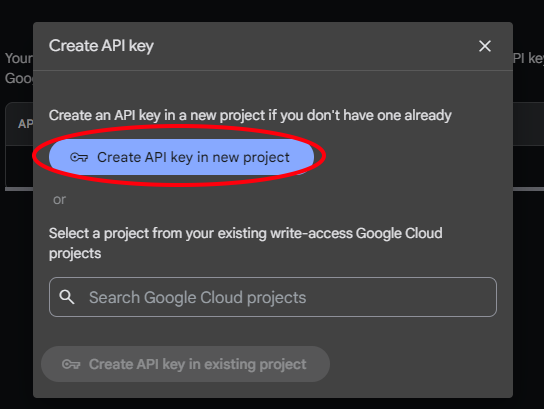 Create API key
Your
PI key
Goo
Create an API key in a new project if you don't have one already
AP
Create API key in new project
or
Select a project from your existing write-access Google Cloud
projects
Search Google Cloud projects
Create API key in existing project